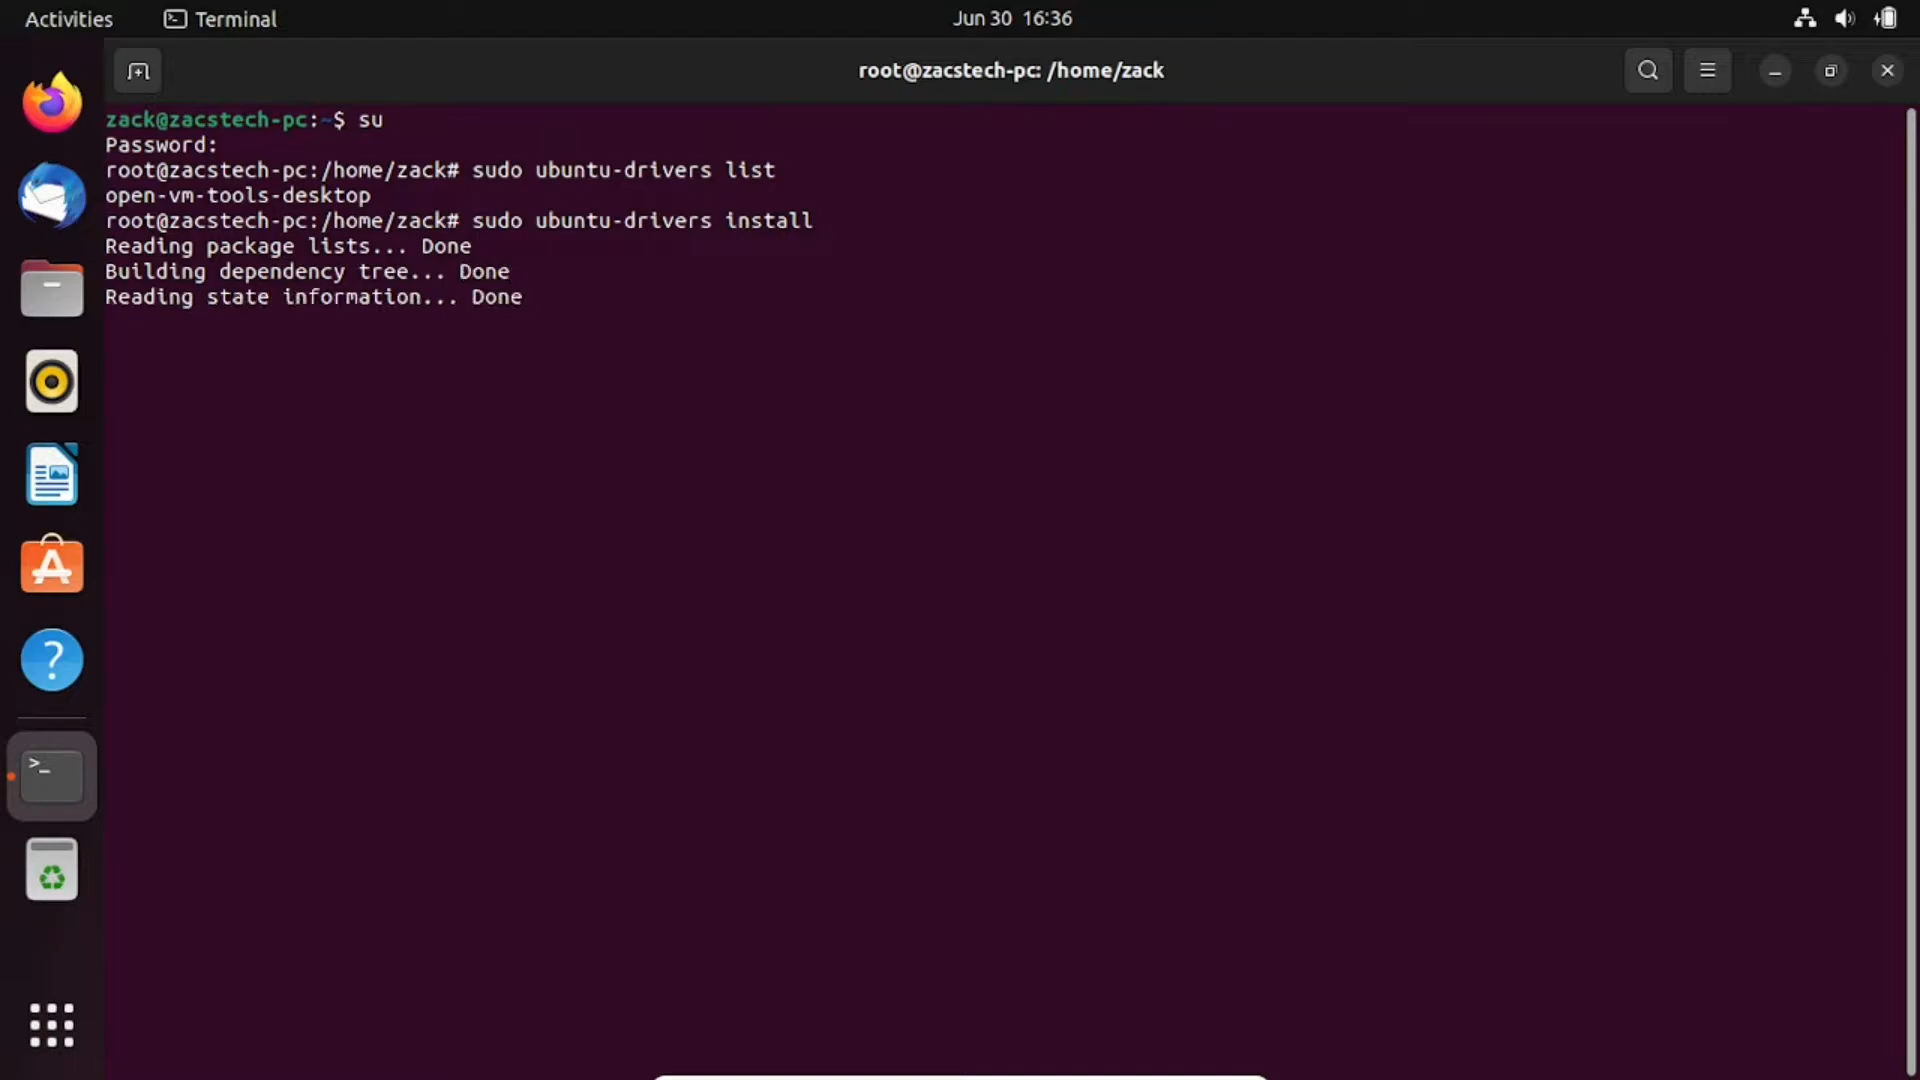 Activities Terminal Jun 30 16:36
root@zacstech-pc: /home/zack
zack@zacstech-pc:~$ su
Password:
root@zacstech-pc:/home/zack# sudo ubuntu-drivers list
open-vm-tools-desktop
root@zacstech-pc:/home/zack# sudo ubuntu-drivers install
Reading package lists... Done
Building dependency tree... Done
Reading state information... Done